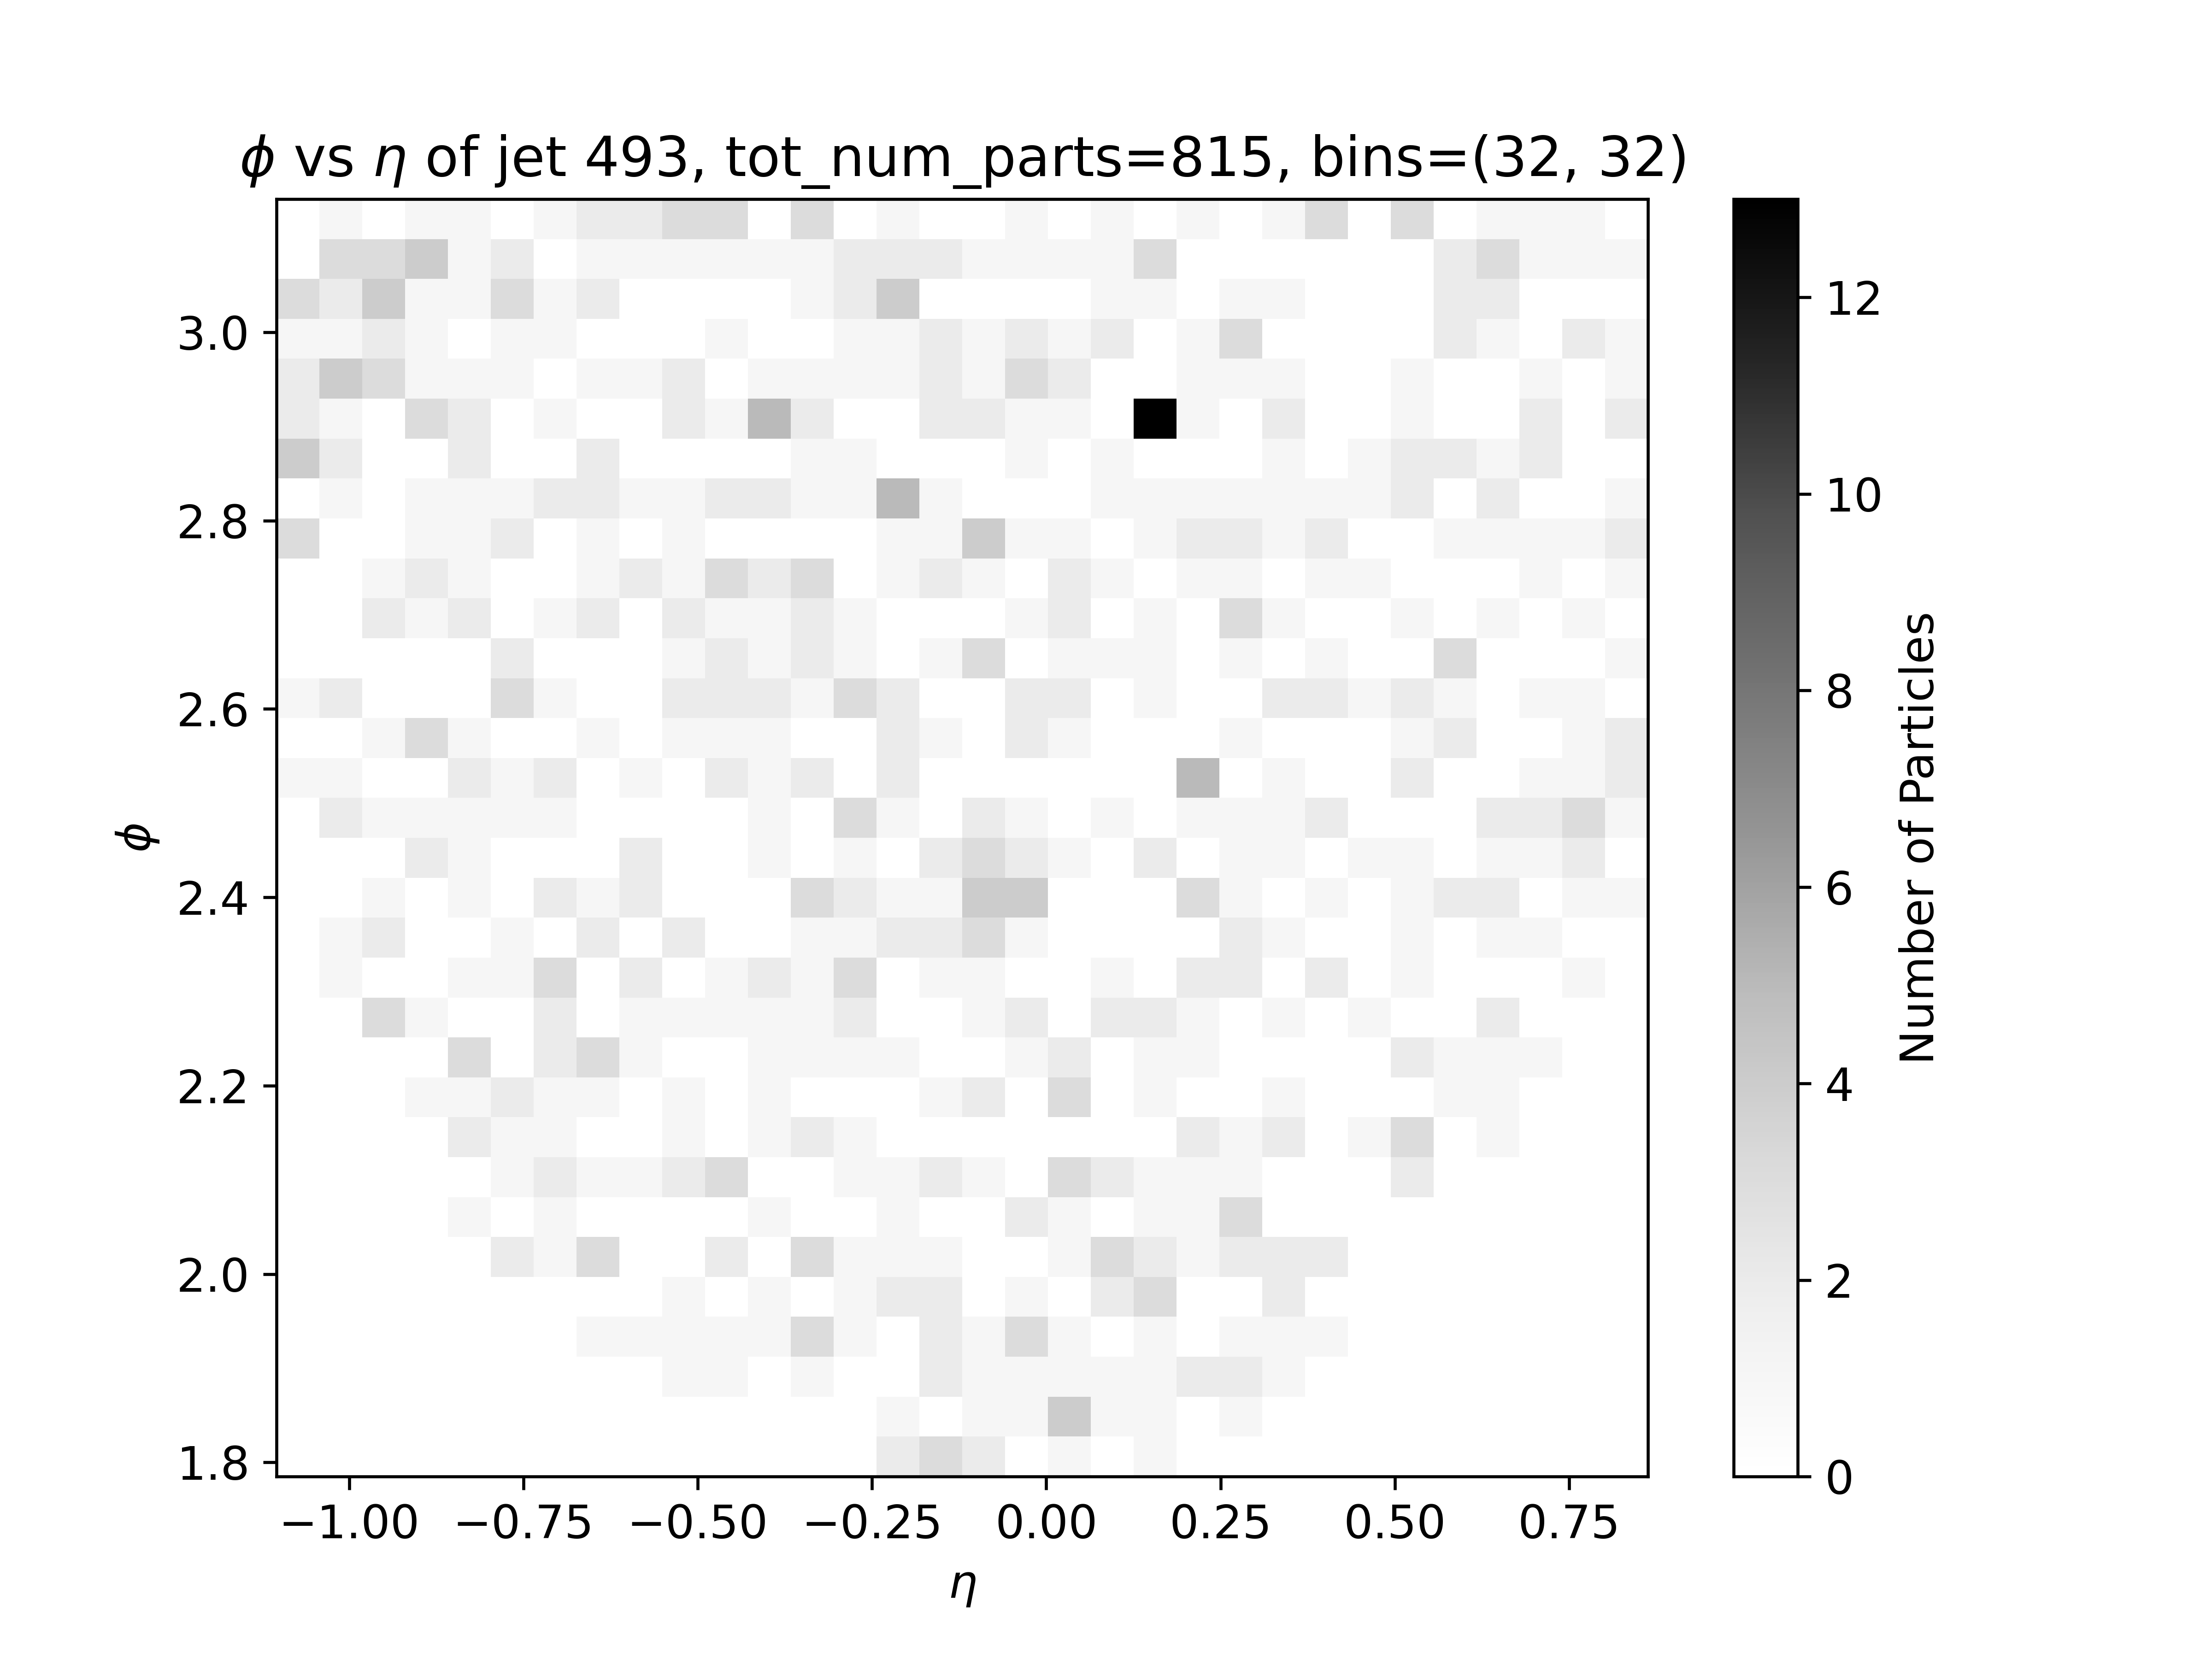 ϕ vs η of jet 493, tot_num_parts=815, bins=(32, 32)
3.0
2.8
2.6
2.4
2.2
2.0
1.8
ϕ
−1.00 −0.75 −0.50 −0.25 0.00 0.25 0.50 0.75
η
12
10
8
6
4
2
0
Number of Particles